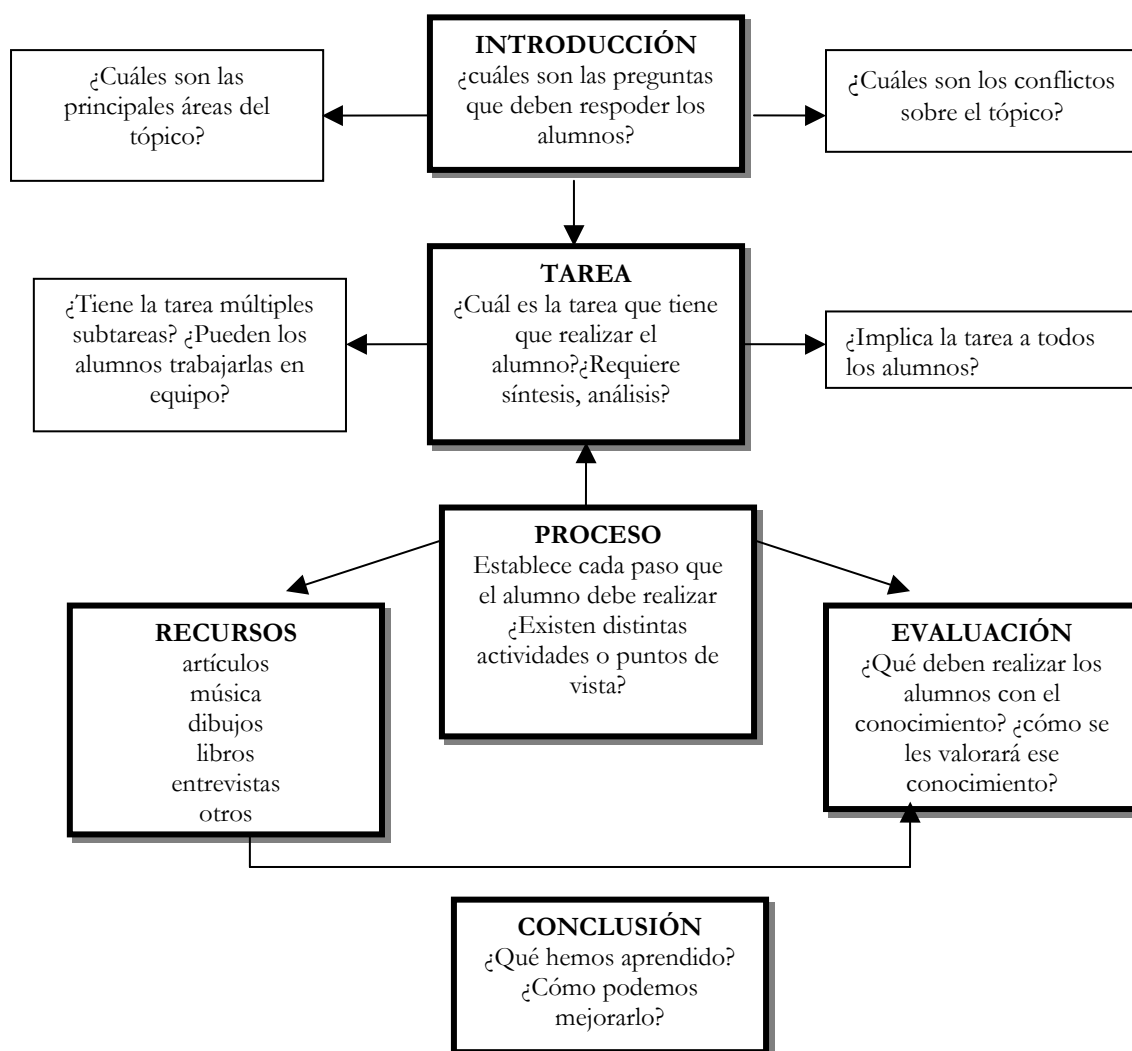 INTRODUCCIÓN
¿cuáles son las preguntas
que deben respoder los
alumnos?
¿Cuáles son las
principales áreas del
tópico?
¿Cuáles son los conflictos
sobre el tópico?
TAREA
¿Cuál es la tarea que tiene
que realizar el
alumno?¿Requiere
síntesis, análisis?
¿Tiene la tarea múltiples
subtareas? ¿Pueden los
alumnos trabajarlas en
equipo?
¿Implica la tarea a todos
los alumnos?
PROCESO
Establece cada paso que
el alumno debe realizar
¿Existen distintas
actividades o puntos de
vista?
RECURSOS
artículos
música
dibujos
libros
entrevistas
otros
EVALUACIÓN
¿Qué deben realizar los
alumnos con el
conocimiento? ¿cómo se
les valorará ese
conocimiento?
CONCLUSIÓN
¿Qué hemos aprendido?
¿Cómo podemos
mejorarlo?